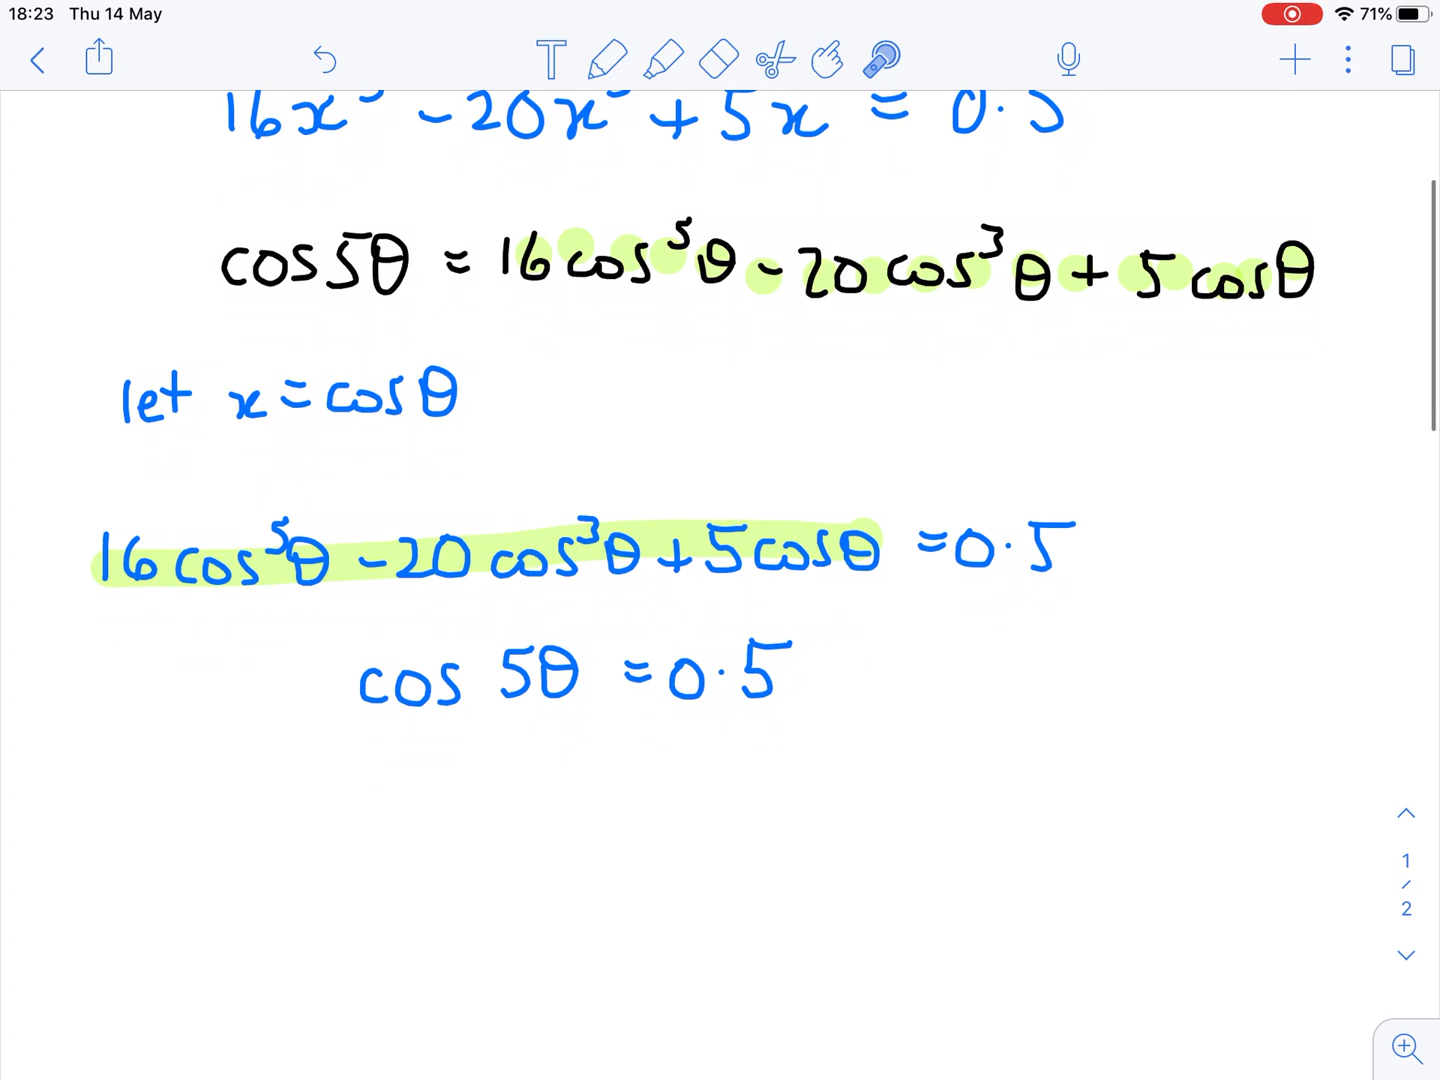 18:23 Thu 14 May 71%
T
16x⁵ - 20x³ + 5x = 0.5
cos5θ = 16cos⁵θ - 20cos³θ + 5cosθ
let x = cosθ
16cos⁵θ - 20cos³θ + 5cosθ = 0.5
cos 5θ = 0.5
1
/
2